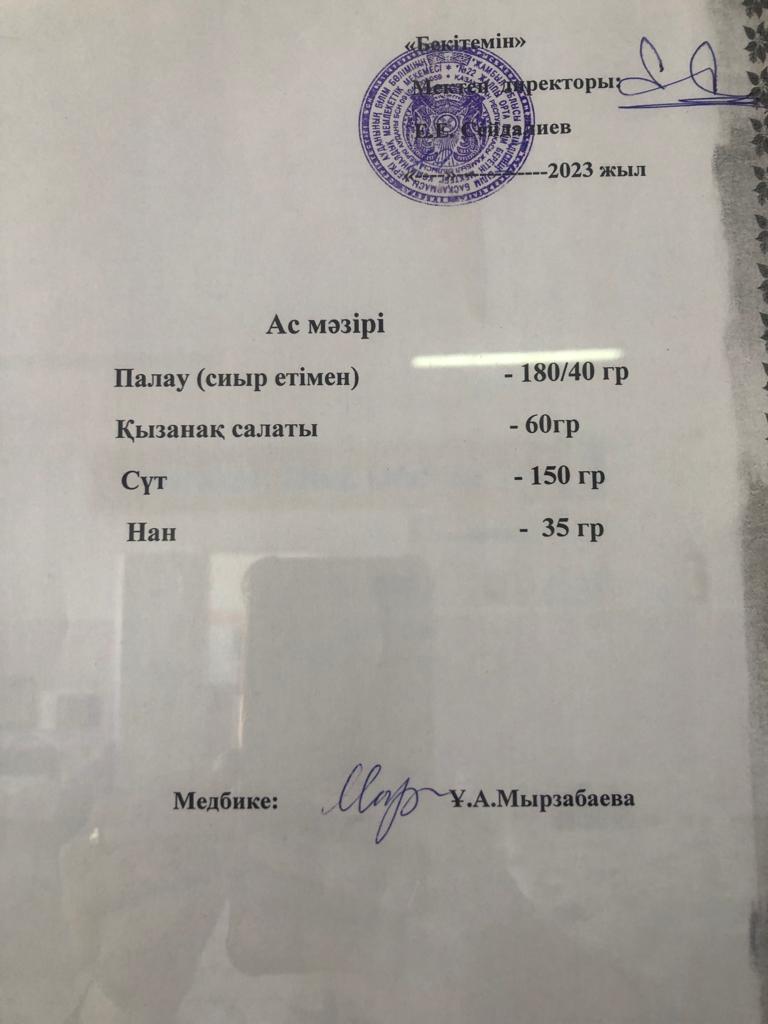 «Бекітемін»
Мектеп директоры:
Е.Е. Сейдалиев
-----------2023 жыл
Ас мәзірі
Палау (сиыр етімен) - 180/40 гр
Қызанақ салаты - 60гр
Сүт - 150 гр
Нан - 35 гр
Медбике: Ұ.А.Мырзабаева